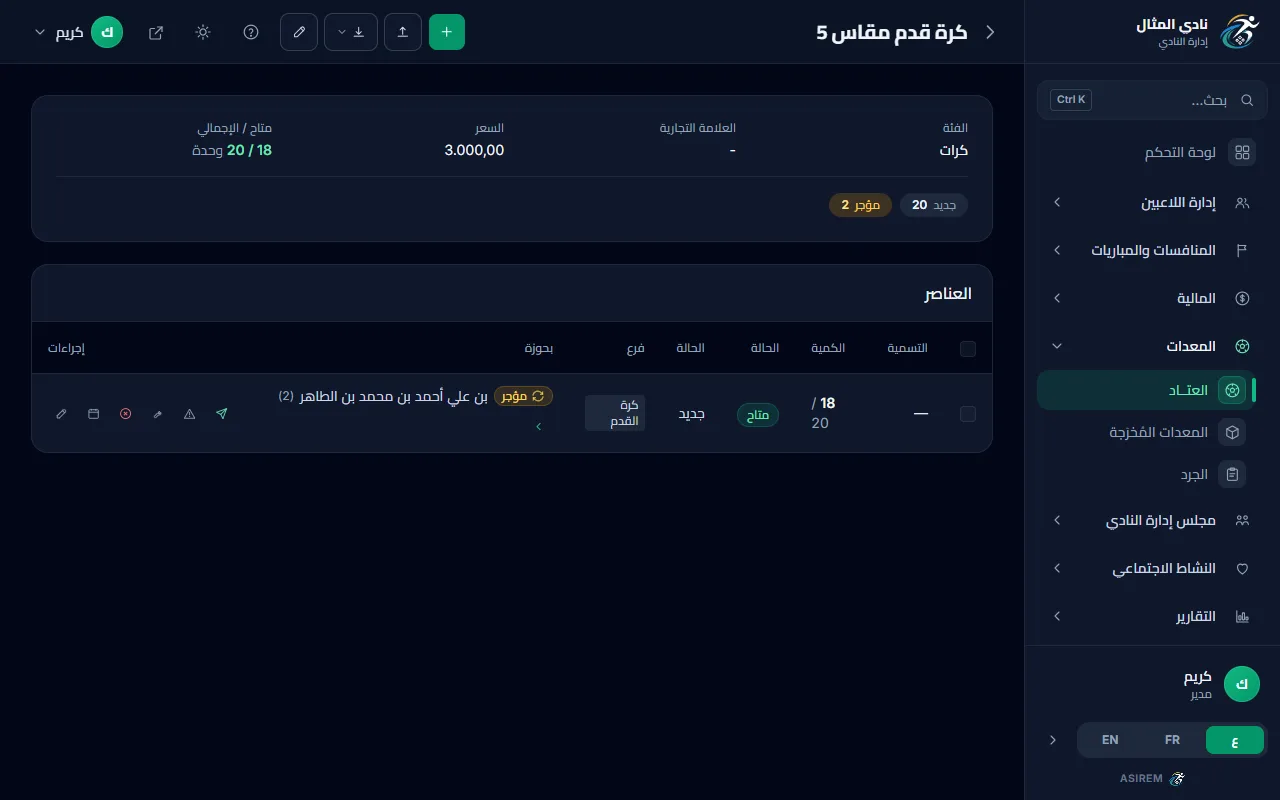 نادي المثال
إدارة النادي
بحث...
Ctrl K
لوحة التحكم
إدارة اللاعبين
المنافسات والمباريات
المالية
المعدات
العتــاد
المعدات المُخرَجة
الجرد
مجلس إدارة النادي
النشاط الاجتماعي
التقارير
ك
كريم
مدير
ع
FR
EN
ASIREM
كرة قدم مقاس 5
ك
كريم
الفئة
كرات
العلامة التجارية
-
السعر
3.000,00
متاح / الإجمالي
18 / 20 وحدة
جديد 20
مؤجر 2
العناصر
التسمية
الكمية
الحالة
الحالة
فرع
بحوزة
إجراءات
—
18 /
20
متاح
جديد
كرة
القدم
مؤجر
بن علي أحمد بن محمد بن الطاهر (2)